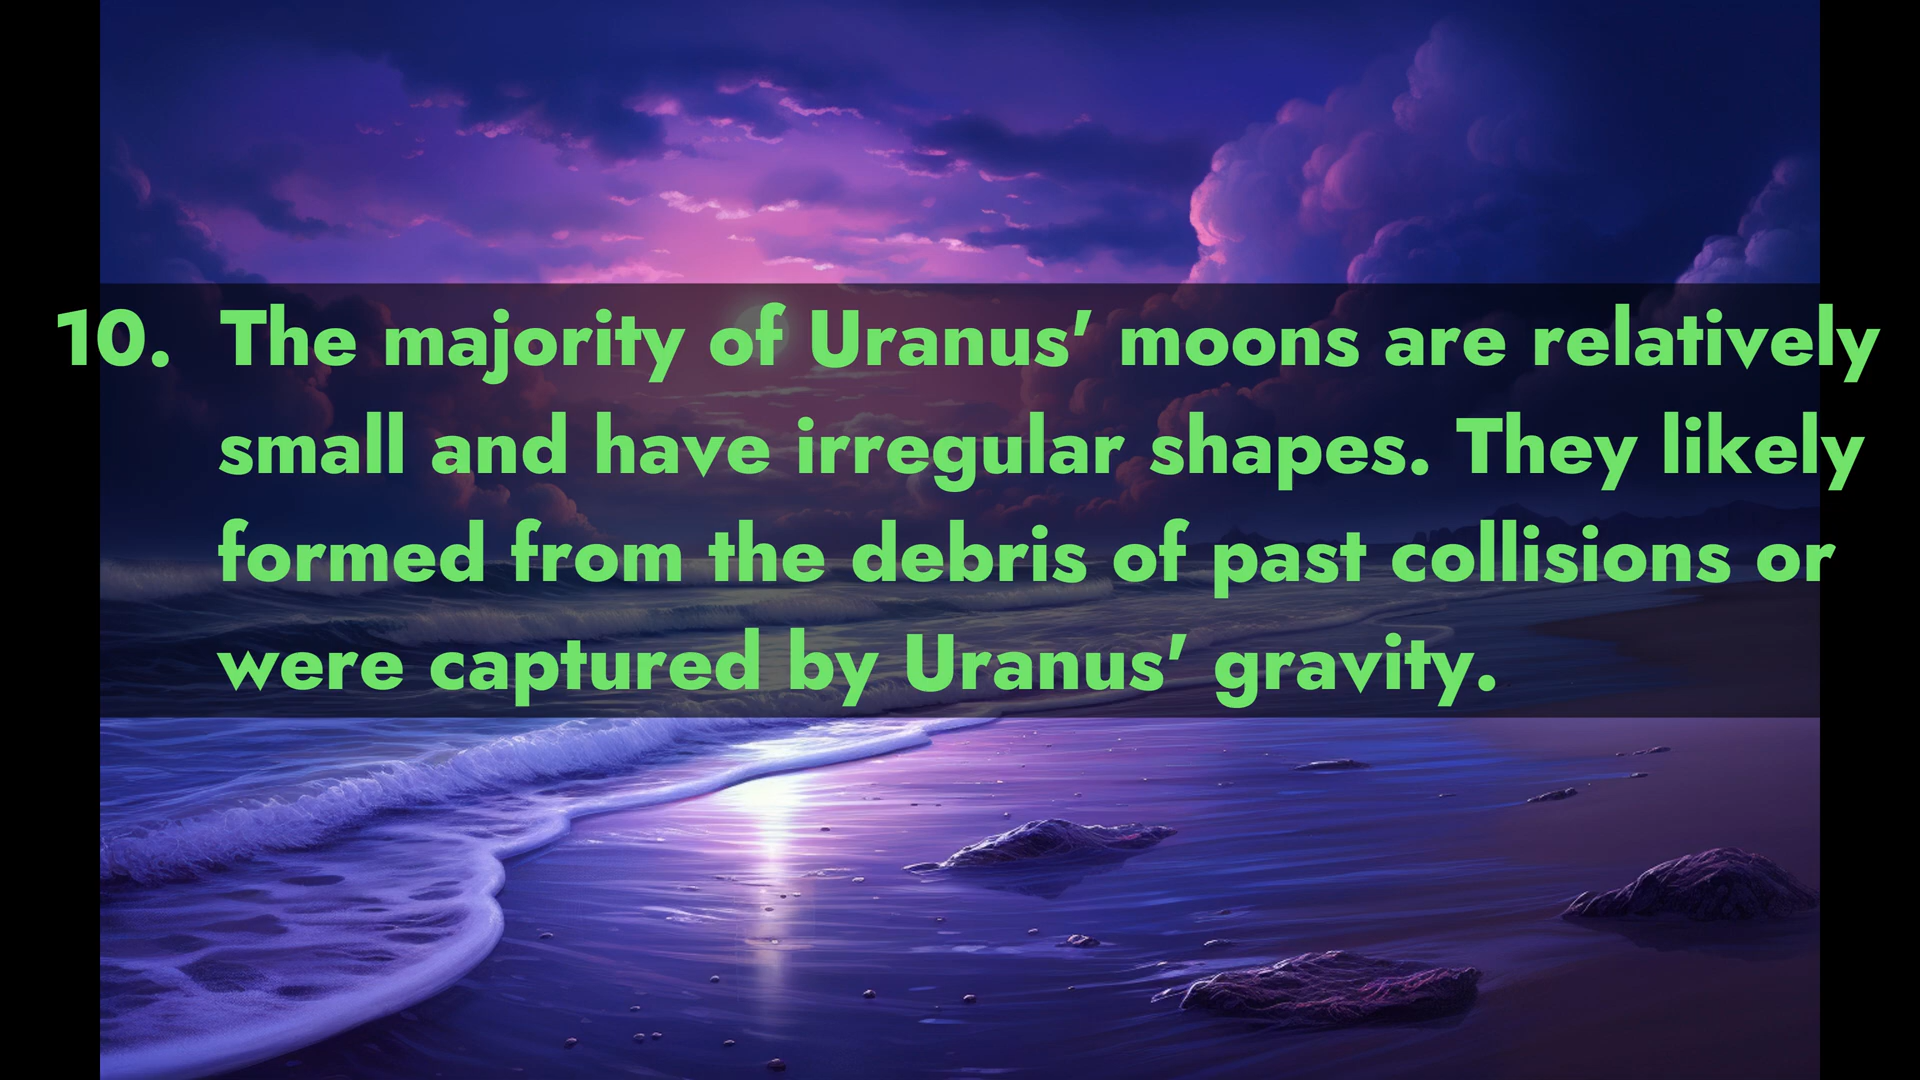 10. The majority of Uranus' moons are relatively
small and have irregular shapes. They likely
formed from the debris of past collisions or
were captured by Uranus' gravity.